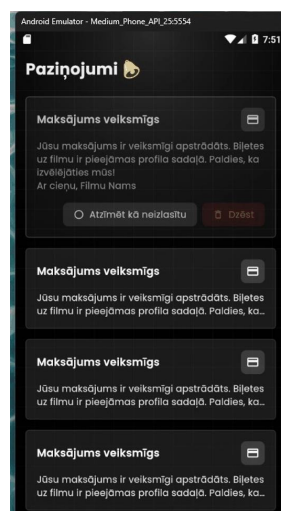 Android Emulator - Medium_Phone_API_25:5554
7:51
Paziņojumi
Maksājums veiksmīgs
Jūsu maksājums ir veiksmīgi apstrādāts. Biļetes
uz filmu ir pieejamas profila sadaļā. Paldies, ka
izvēlējāties mūs!
Ar cieņu, Filmu Nams
Atzīmēt kā neizlasītu
Dzēst
Maksājums veiksmīgs
Jūsu maksājums ir veiksmīgi apstrādāts. Biļetes
uz filmu ir pieejamas profila sadaļā. Paldies, ka...
Maksājums veiksmīgs
Jūsu maksājums ir veiksmīgi apstrādāts. Biļetes
uz filmu ir pieejamas profila sadaļā. Paldies, ka...
Maksājums veiksmīgs
Jūsu maksājums ir veiksmīgi apstrādāts. Biļetes
uz filmu ir pieejamas profila sadaļā. Paldies, ka...